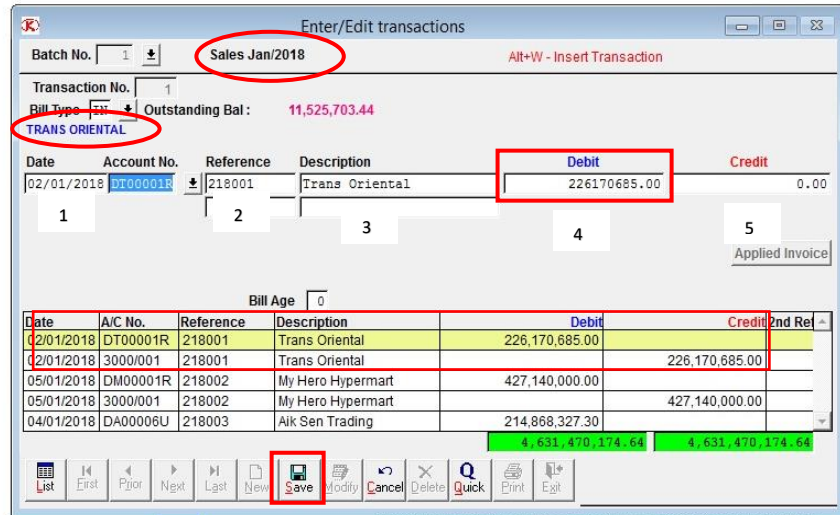 Enter/Edit transactions
Batch No. 1 Sales Jan/2018 Alt+W - Insert Transaction
Transaction No. 1
Bill Type IN Outstanding Bal : 11,525,703.44
TRANS ORIENTAL
Date Account No. Reference Description Debit Credit
02/01/2018 DT00001R 218001 Trans Oriental 226170685.00 0.00
1 2 3 4 5
Applied Invoice
Bill Age 0
Date A/C No. Reference Description Debit Credit 2nd Ref
02/01/2018 DT00001R 218001 Trans Oriental 226,170,685.00
02/01/2018 3000/001 218001 Trans Oriental 226,170,685.00
05/01/2018 DM00001R 218002 My Hero Hypermart 427,140,000.00
05/01/2018 3000/001 218002 My Hero Hypermart 427,140,000.00
04/01/2018 DA00006U 218003 Aik Sen Trading 214,868,327.30
4,631,470,174.64 4,631,470,174.64
List First Prior Next Last New Save Modify Cancel Delete Quick Print Exit